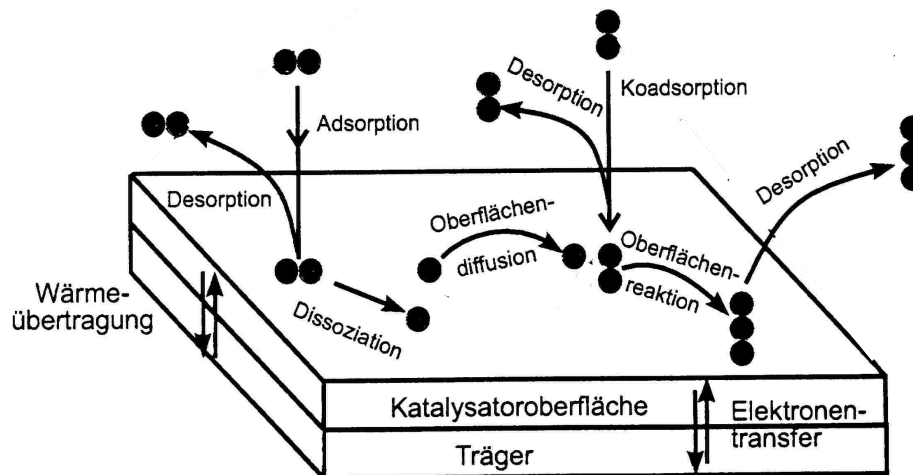 Desorption
Koadsorption
Adsorption
Desorption
Desorption
Oberflächen-
diffusion
Oberflächen-
reaktion
Dissoziation
Wärme-
übertragung
Katalysatoroberfläche
Träger
Elektronen-
transfer